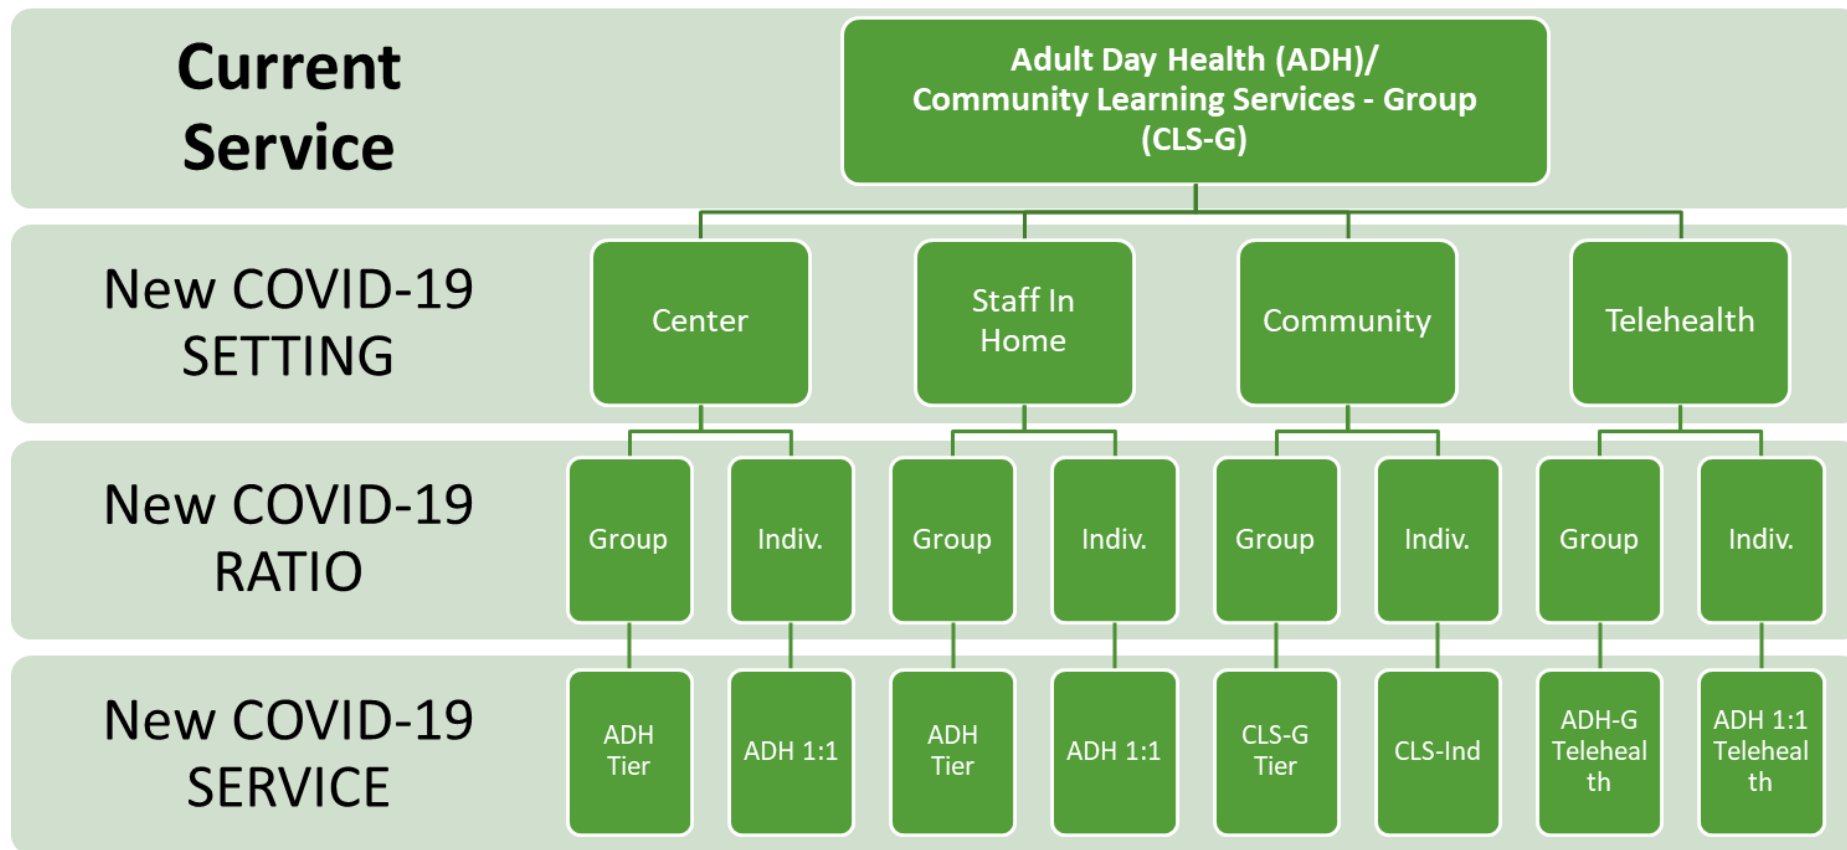 Current
Service
Adult Day Health (ADH)/
Community Learning Services - Group
(CLS-G)
New COVID-19
SETTING
Center
Staff In
Home
Community
Telehealth
New COVID-19
RATIO
Group
Indiv.
Group
Indiv.
Group
Indiv.
Group
Indiv.
New COVID-19
SERVICE
ADH
Tier
ADH 1:1
ADH
Tier
ADH 1:1
CLS-G
Tier
CLS-Ind
ADH-G
Teleheal
th
ADH 1:1
Teleheal
th